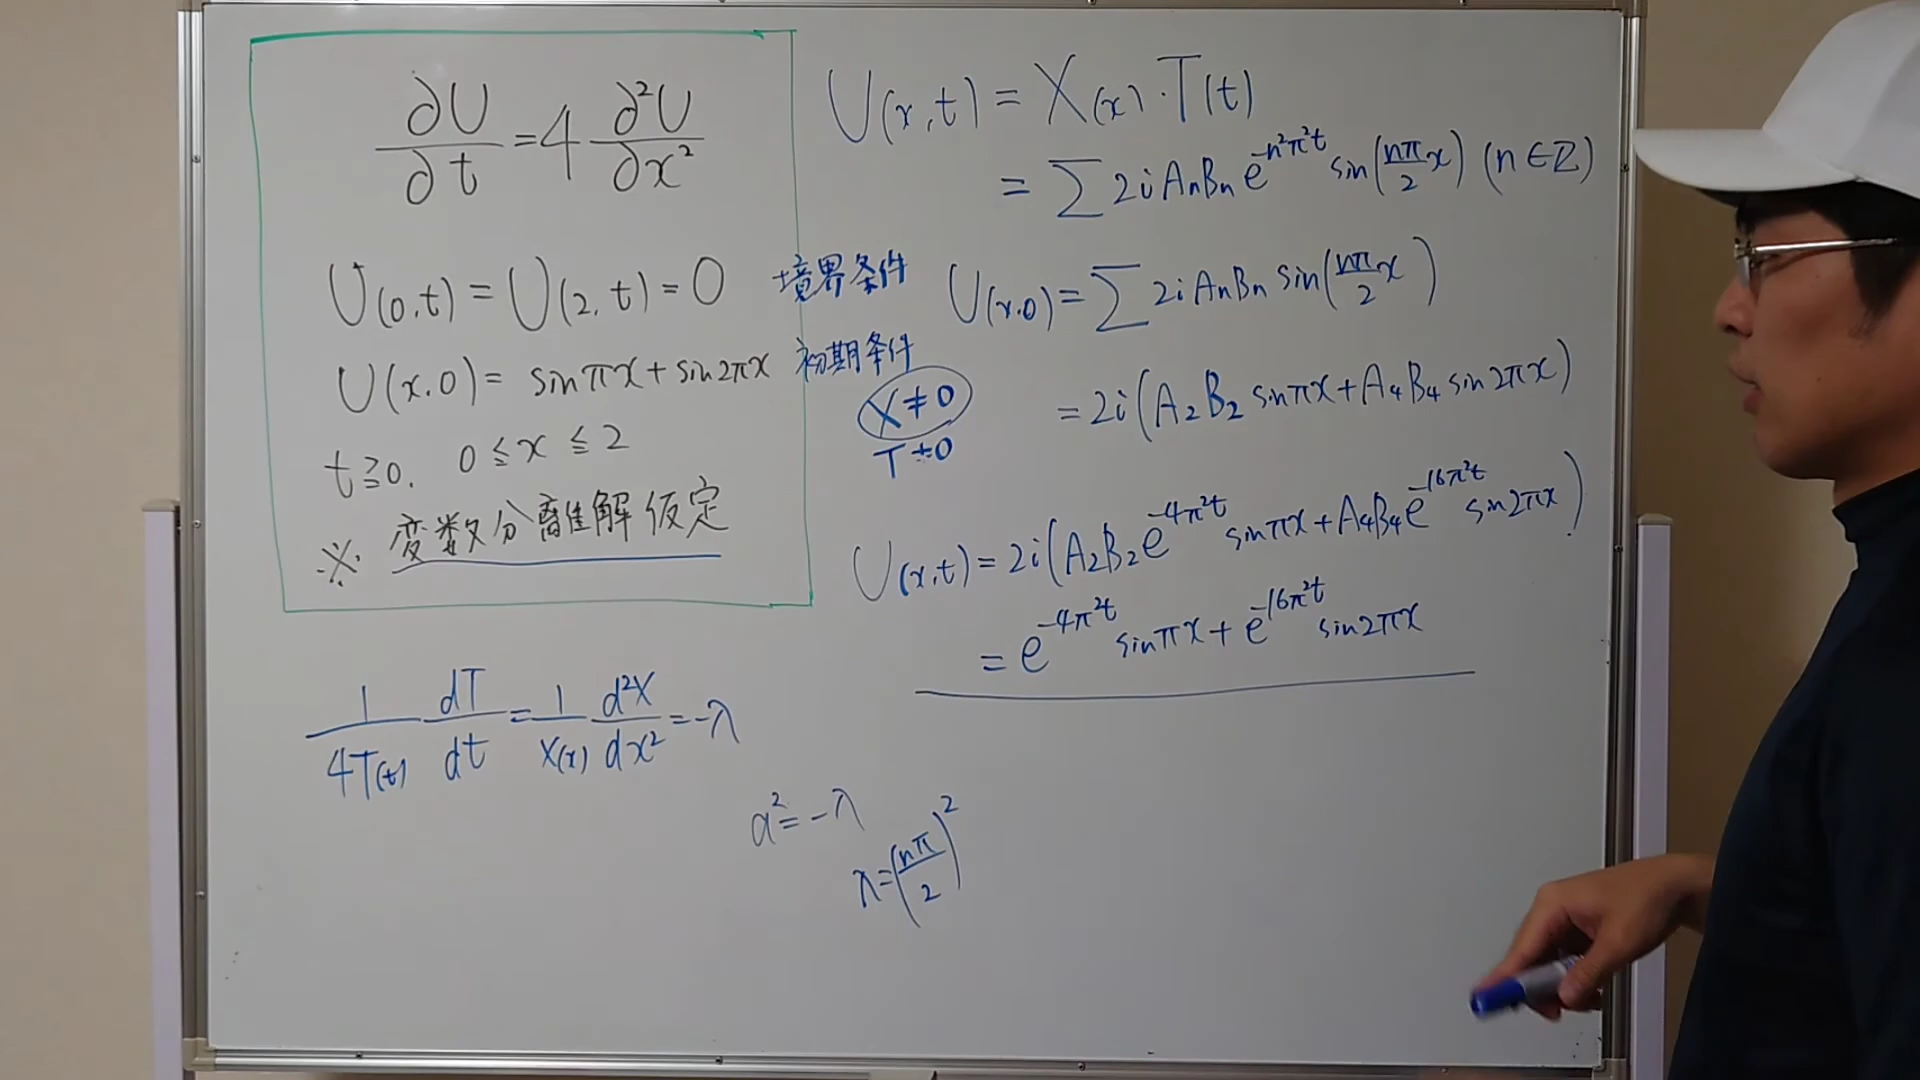 ∂U/∂t = 4 ∂²U/∂x²
U(0,t) = U(2,t) = 0 境界条件
U(x,0) = sinπx + sin2πx 初期条件
t ≧ 0, 0 ≤ x ≤ 2
※ 変数分離解仮定
X ≠ 0
T ≠ 0
1/4T(t) dT/dt = 1/X(x) d²X/dx² = -λ
a² = -λ
λ = (nπ/2)²
U(x,t) = X(x)・T(t)
= Σ 2i AnBn e^{-n²π²t} sin(nπ/2 x) (n∈Z)
U(x,0) = Σ 2i AnBn sin(nπ/2 x)
= 2i(A₂B₂ sinπx + A₄B₄ sin2πx)
U(x,t) = 2i(A₂B₂e^{-4π²t} sinπx + A₄B₄e^{-16π²t} sin2πx)
= e^{-4π²t} sinπx + e^{-16π²t} sin2πx